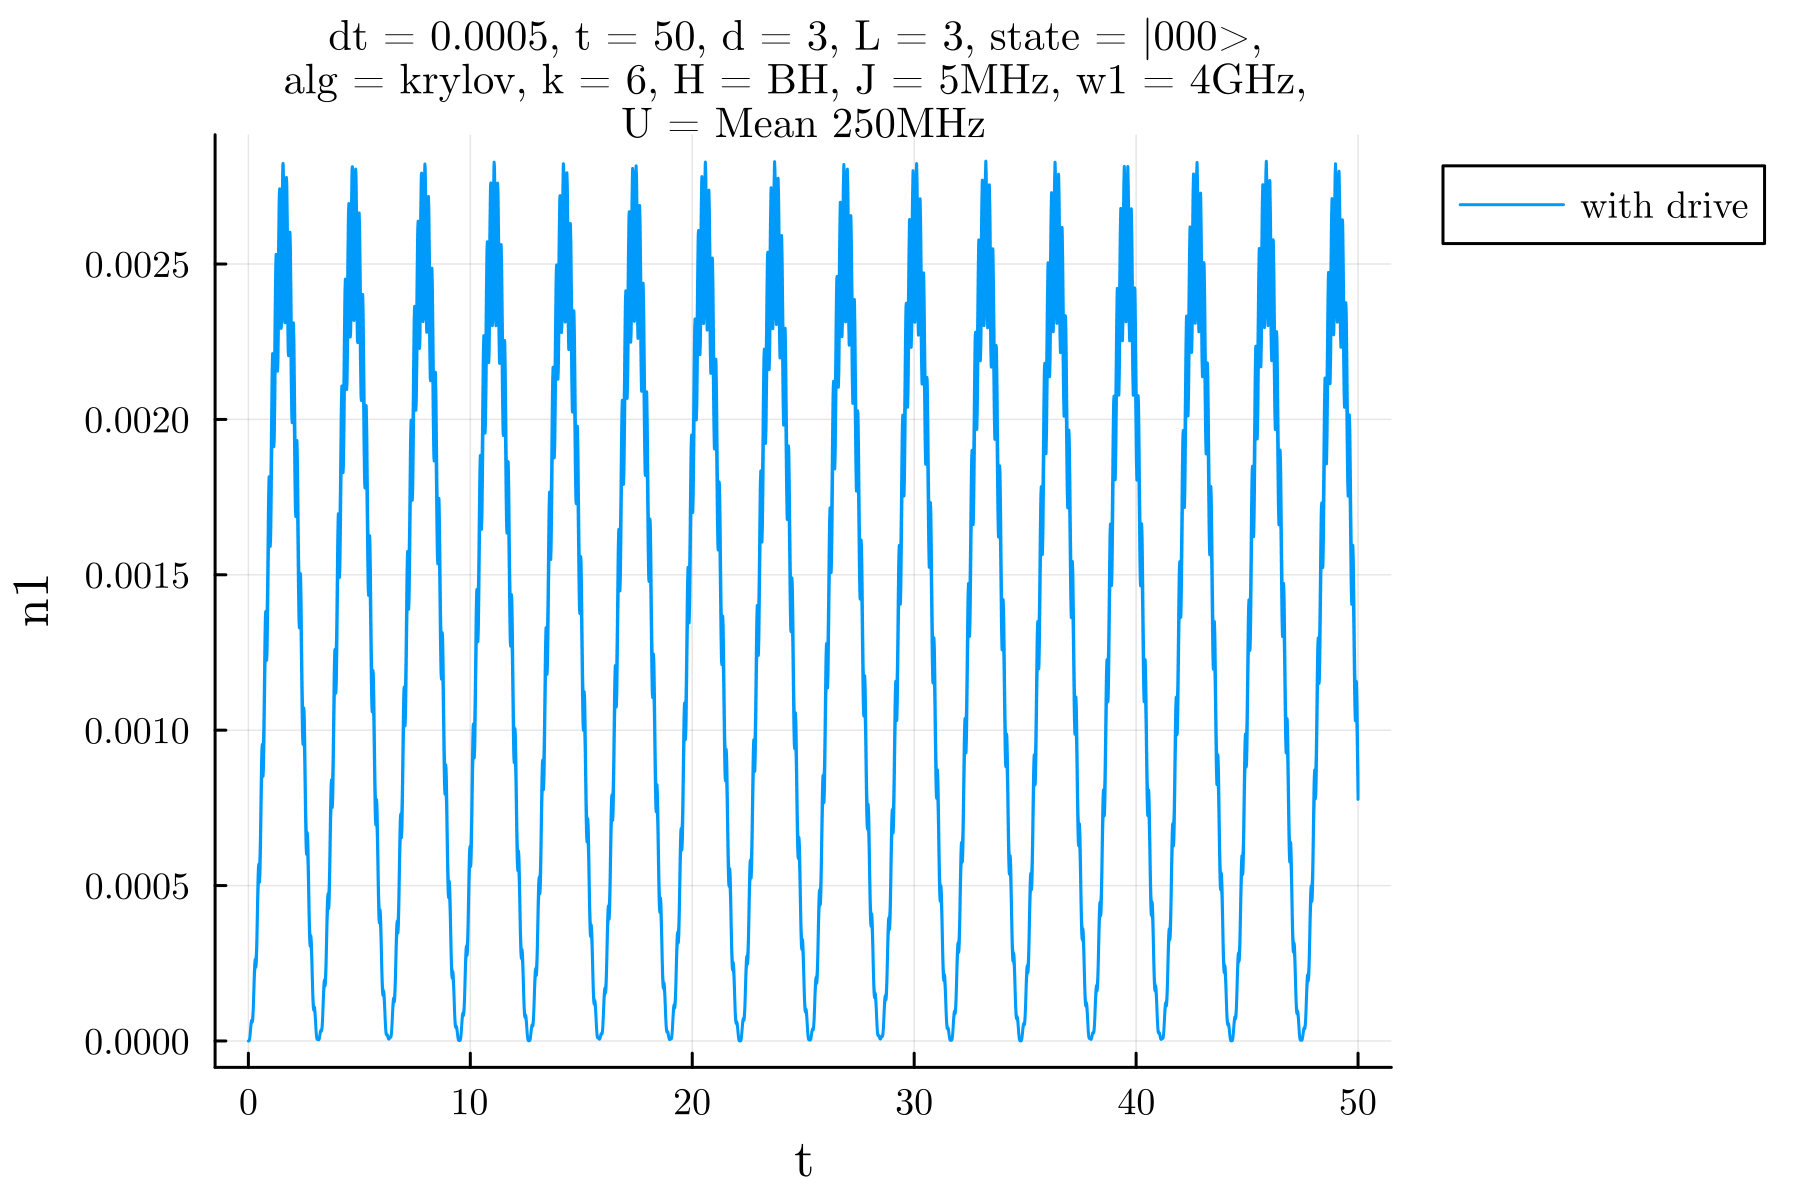 dt = 0.0005, t = 50, d = 3, L = 3, state = |000>,
alg = krylov, k = 6, H = BH, J = 5MHz, w1 = 4GHz,
U = Mean 250MHz
with drive
n1
0.0025
0.0020
0.0015
0.0010
0.0005
0.0000
0 10 20 30 40 50
t